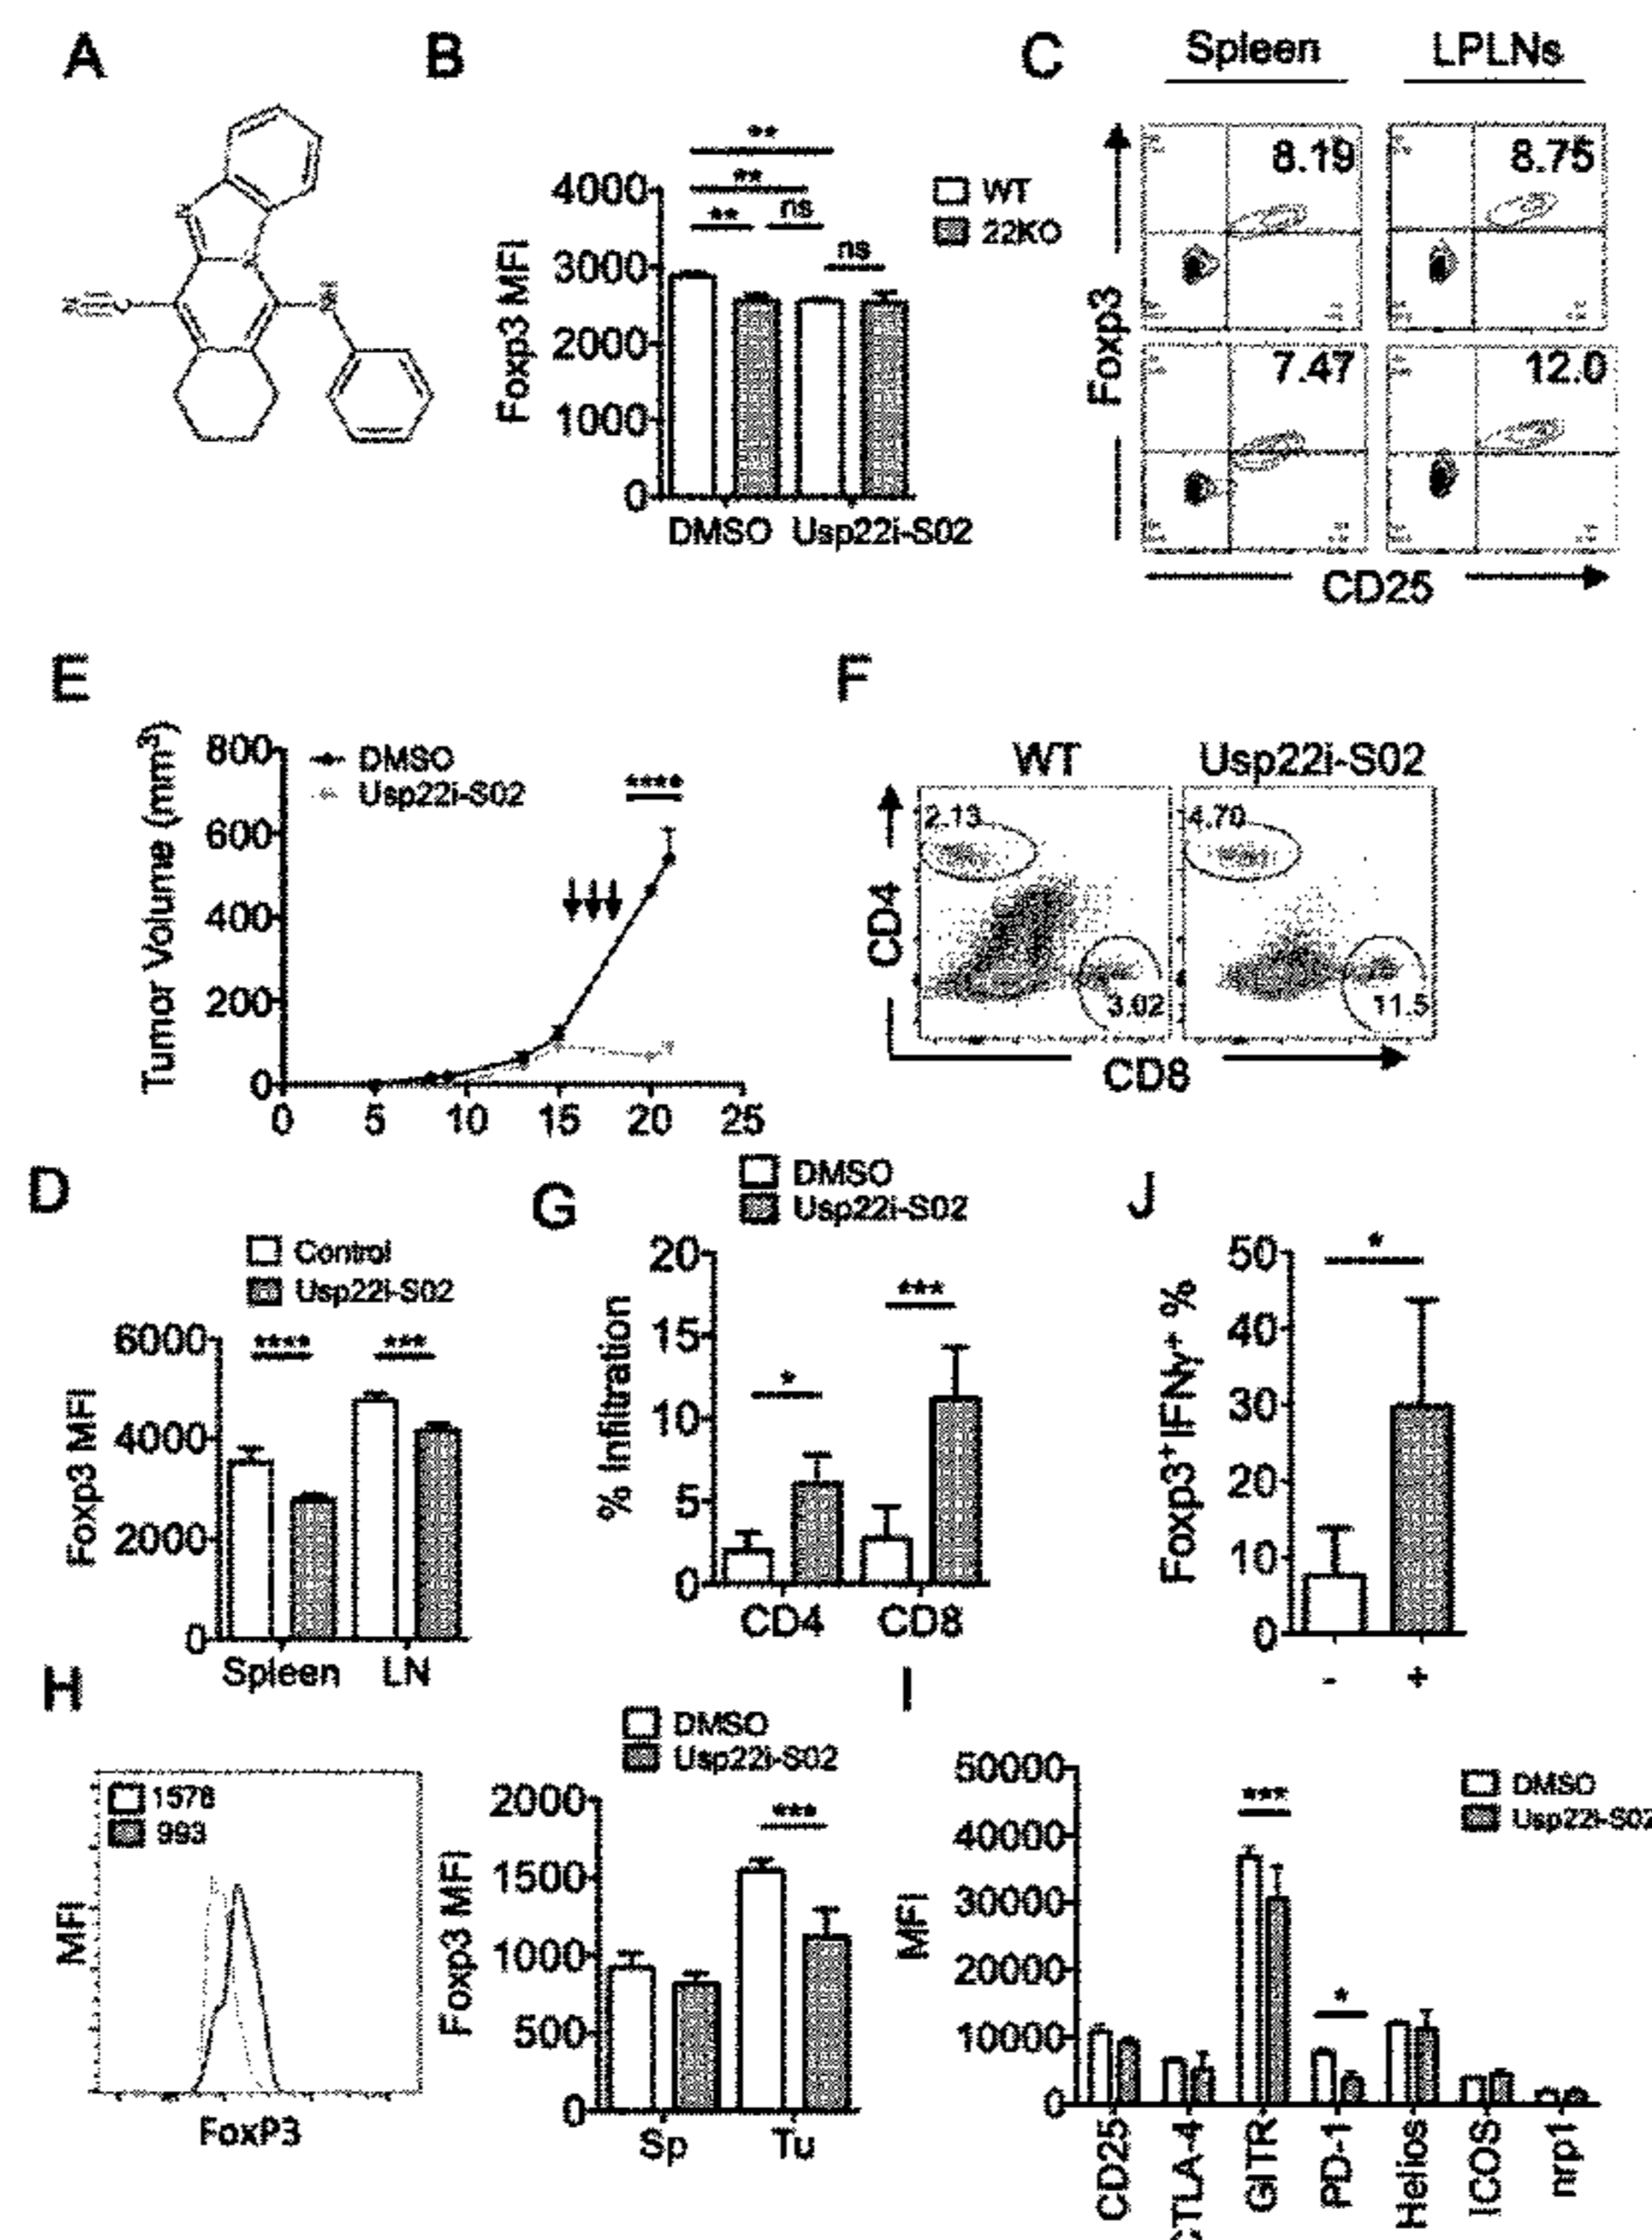 A
B
**
**
** ns
ns
4000
3000
2000
1000
0
Foxp3 MFI
WT
22KO
DMSO Usp22i-S02
C
Spleen LPLNs
8.19 8.75
7.47 12.0
Foxp3
CD25
E
Tumor Volume (mm³)
800
600
400
200
0
DMSO
Usp22i-S02
****
0 5 10 15 20 25
F
WT Usp22i-S02
2.13 4.70
3.02 11.5
CD4
CD8
D
Control
Usp22i-S02
6000
4000
2000
0
Foxp3 MFI
**** ***
Spleen LN
G
DMSO
Usp22i-S02
20
15
10
5
0
% Infiltration
* ***
CD4 CD8
J
50
40
30
20
10
0
Foxp3⁺IFNγ⁺ %
*
- +
H
1578
993
MFI
FoxP3
DMSO
Usp22i-S02
2000
1500
1000
500
0
Foxp3 MFI
***
Sp Tu
I
50000
40000
30000
20000
10000
0
MFI
DMSO
Usp22i-S02
***
*
CD25 CTLA-4 GITR PD-1 Helios ICOS nrp1